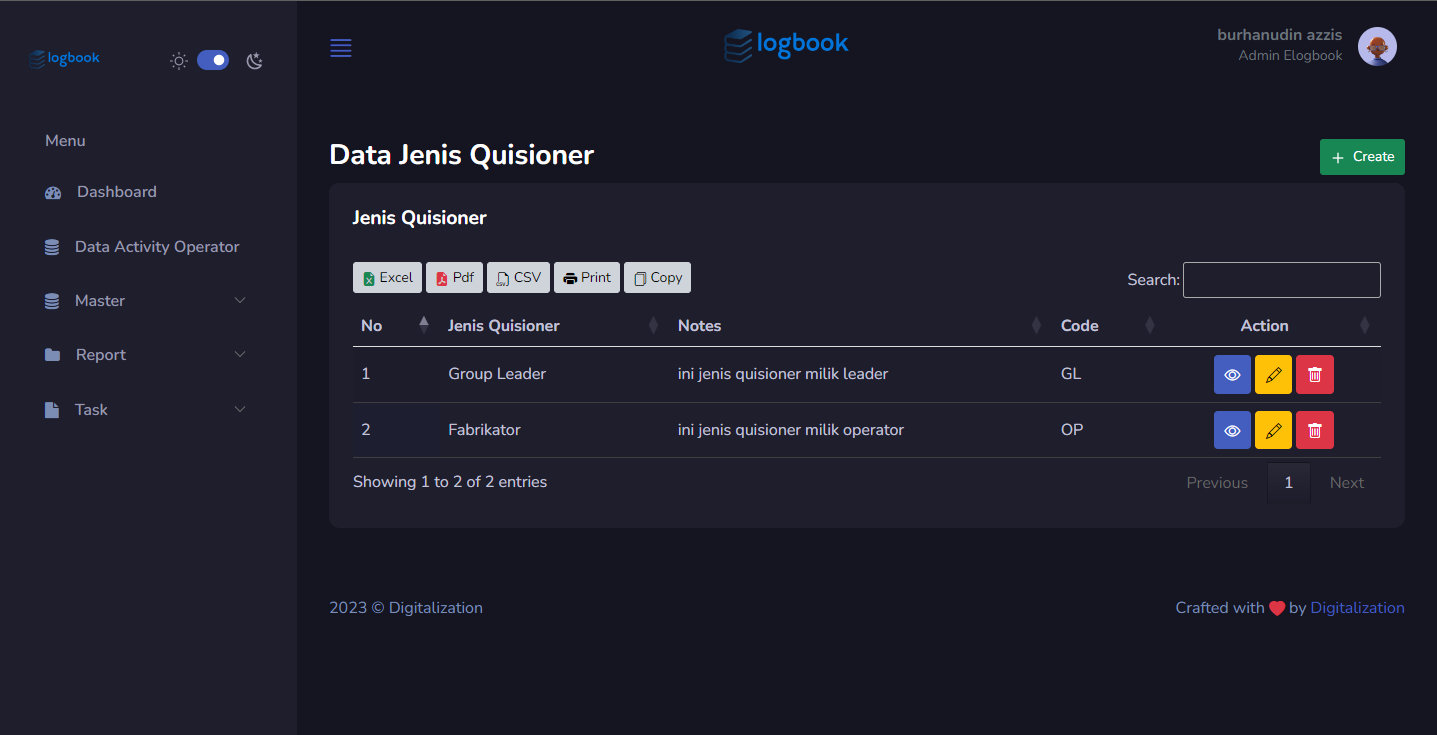 logbook
logbook
burhanudin azzis
Admin Elogbook
Menu
Dashboard
Data Activity Operator
Master
Report
Task
Data Jenis Quisioner
+ Create
Jenis Quisioner
Excel Pdf CSV Print Copy
Search:
No Jenis Quisioner Notes Code Action
1 Group Leader ini jenis quisioner milik leader GL
2 Fabrikator ini jenis quisioner milik operator OP
Showing 1 to 2 of 2 entries
Previous 1 Next
2023 © Digitalization
Crafted with ❤ by Digitalization